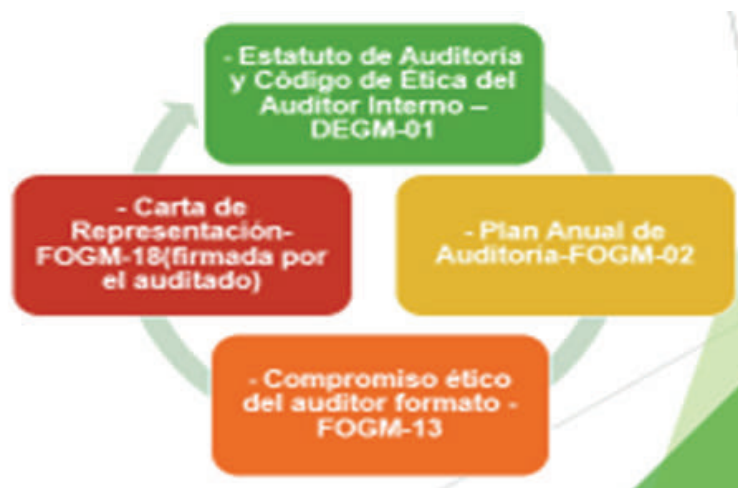 - Estatuto de Auditoría
y Código de Ética del
Auditor Interno –
DEGM-01
- Plan Anual de
Auditoría-FOGM-02
- Compromiso ético
del auditor formato -
FOGM-13
- Carta de
Representación-
FOGM-18(firmada por
el auditado)